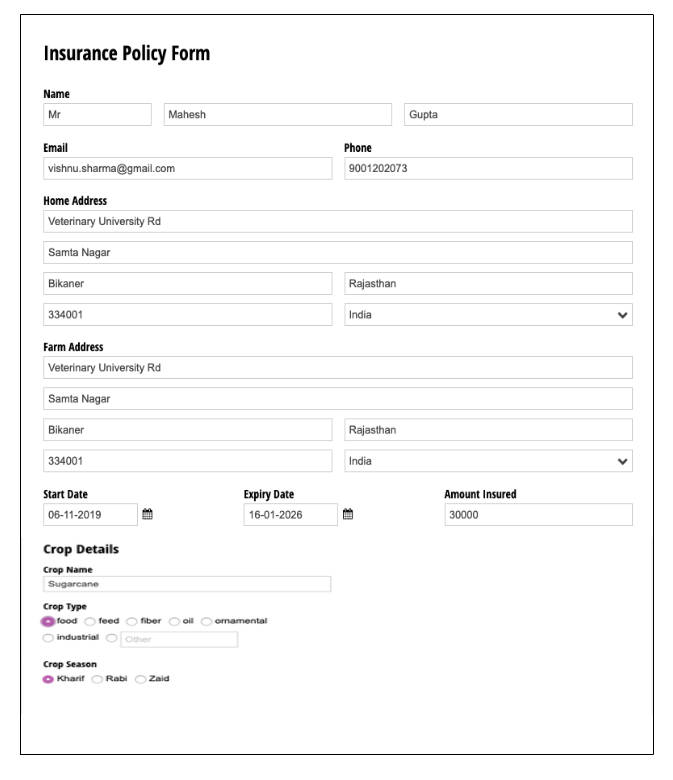 Insurance Policy Form
Name
Mr Mahesh Gupta
Email Phone
vishnu.sharma@gmail.com 9001202073
Home Address
Veterinary University Rd
Samta Nagar
Bikaner Rajasthan
334001 India
Farm Address
Veterinary University Rd
Samta Nagar
Bikaner Rajasthan
334001 India
Start Date Expiry Date Amount Insured
06-11-2019 16-01-2026 30000
Crop Details
Crop Name
Sugarcane
Crop Type
food feed fiber oil ornamental
industrial Other
Crop Season
Kharif Rabi Zaid